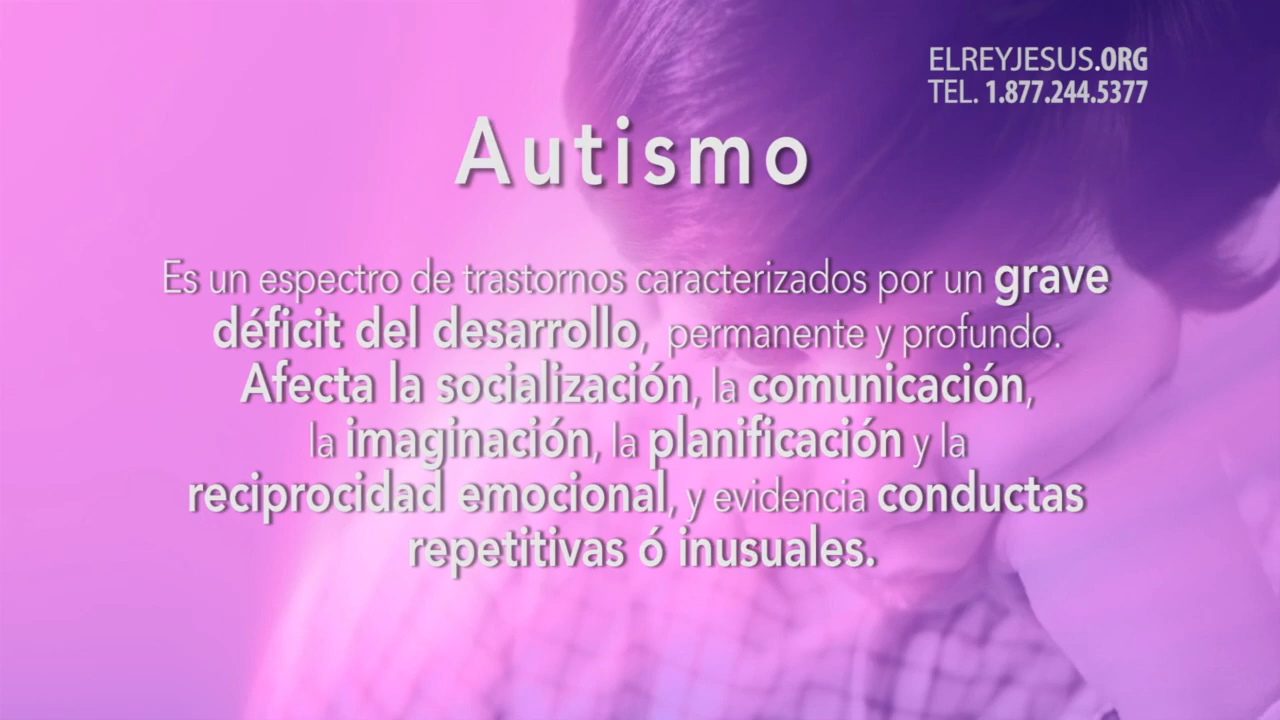 ELREYJESUS.ORG
TEL. 1.877.244.5377
Autismo
Es un espectro de trastornos caracterizados por un grave
déficit del desarrollo, permanente y profundo.
Afecta la socialización, la comunicación,
la imaginación, la planificación y la
reciprocidad emocional, y evidencia conductas
repetitivas ó inusuales.